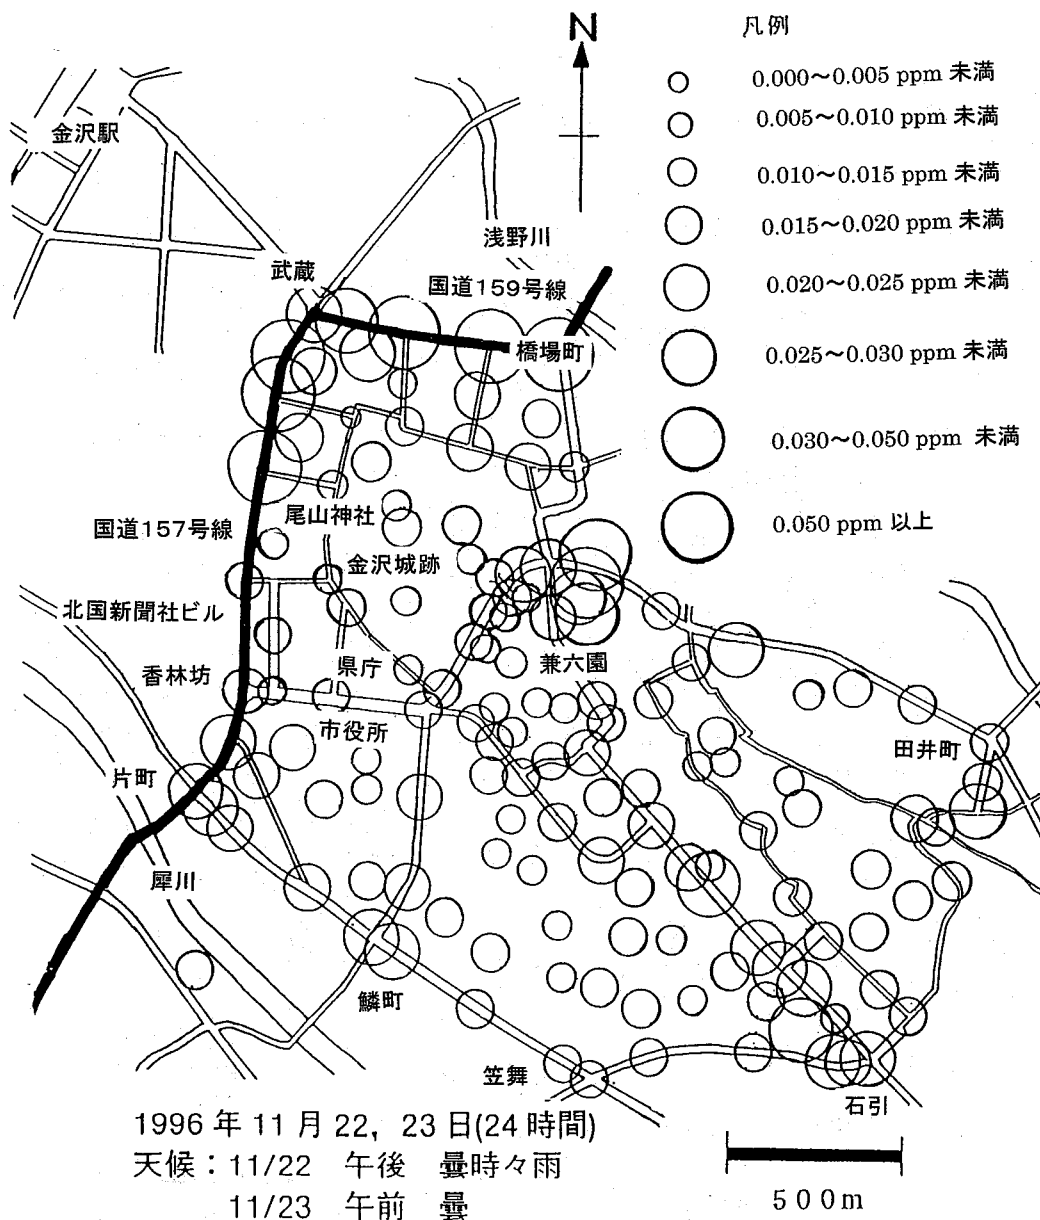 N
凡例
0.000～0.005 ppm 未満
0.005～0.010 ppm 未満
0.010～0.015 ppm 未満
0.015～0.020 ppm 未満
0.020～0.025 ppm 未満
0.025～0.030 ppm 未満
0.030～0.050 ppm 未満
0.050 ppm 以上
金沢駅
浅野川
武蔵
国道159号線
橋場町
尾山神社
国道157号線
金沢城跡
北国新聞社ビル
県庁
兼六園
香林坊
市役所
田井町
片町
犀川
鱗町
笠舞
石引
1996 年 11 月 22, 23 日(24 時間)
天候：11/22 午後 曇時々雨
11/23 午前 曇
500m